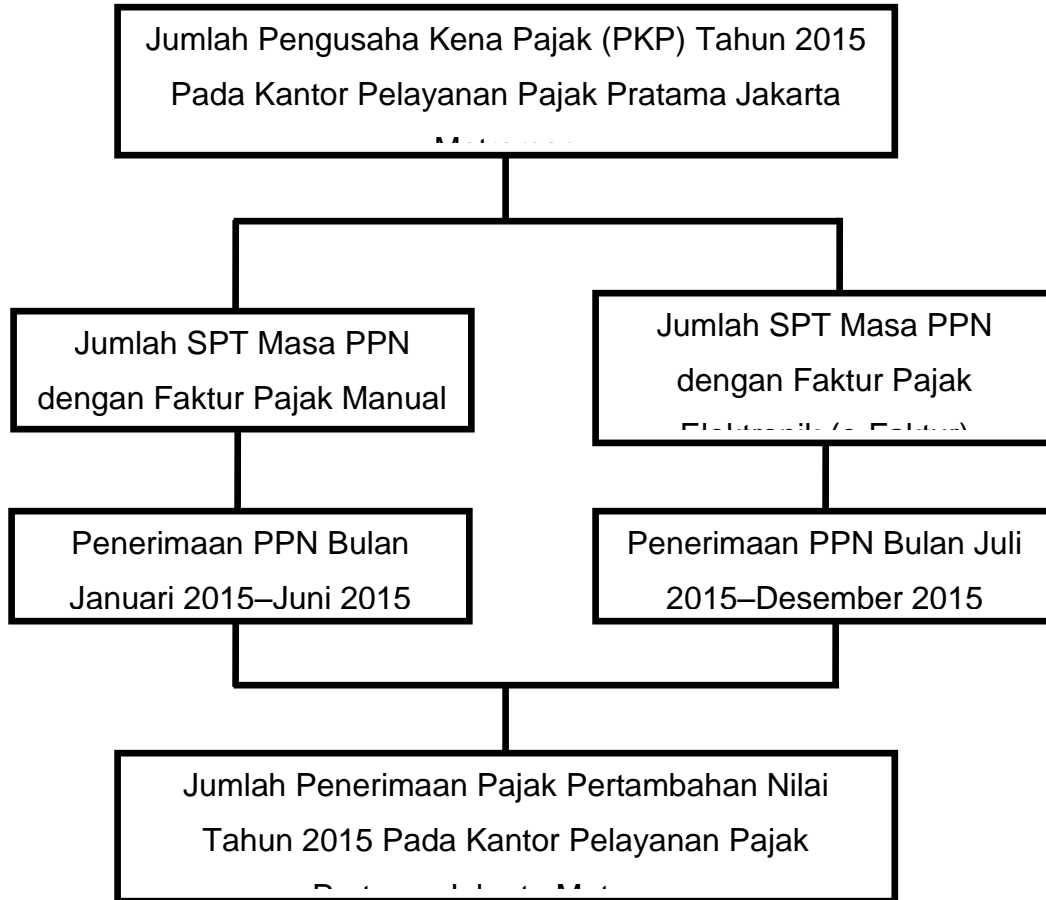 Jumlah Pengusaha Kena Pajak (PKP) Tahun 2015
Pada Kantor Pelayanan Pajak Pratama Jakarta
Jumlah SPT Masa PPN
dengan Faktur Pajak Manual
Jumlah SPT Masa PPN
dengan Faktur Pajak
Elektronik (e-Faktur)
Penerimaan PPN Bulan
Januari 2015–Juni 2015
Penerimaan PPN Bulan Juli
2015–Desember 2015
Jumlah Penerimaan Pajak Pertambahan Nilai
Tahun 2015 Pada Kantor Pelayanan Pajak